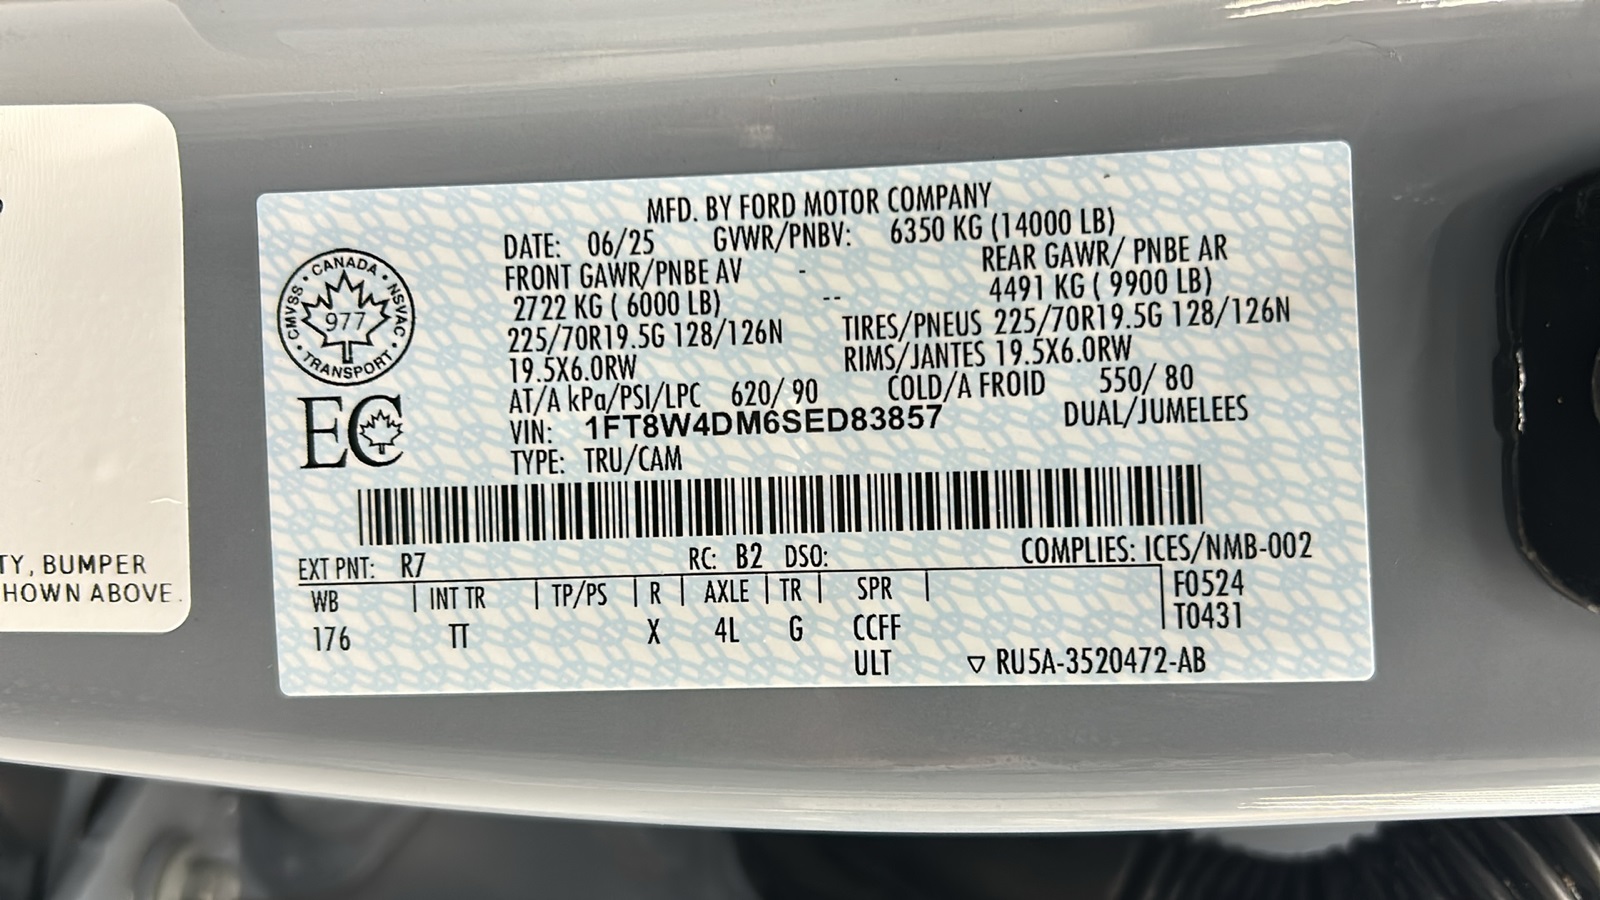 MFD. BY FORD MOTOR COMPANY
DATE: 06/25 GVWR/PNBV: 6350 KG (14000 LB)
FRONT GAWR/PNBE AV - REAR GAWR/ PNBE AR
2722 KG ( 6000 LB) -- 4491 KG ( 9900 LB)
225/70R19.5G 128/126N TIRES/PNEUS 225/70R19.5G 128/126N
19.5X6.0RW RIMS/JANTES 19.5X6.0RW
AT/A kPa/PSI/LPC 620/ 90 COLD/A FROID 550/ 80
VIN: 1FT8W4DM6SED83857 DUAL/JUMELEES
TYPE: TRU/CAM
CANADA
CMVSS · NSVAC
977
TRANSPORT
EC
EXT PNT: R7 RC: B2 DSO: COMPLIES: ICES/NMB-002
WB INT TR TP/PS R AXLE TR SPR F0524
176 TT X 4L G CCFF T0431
ULT ▽ RU5A-3520472-AB
TY, BUMPER
HOWN ABOVE.